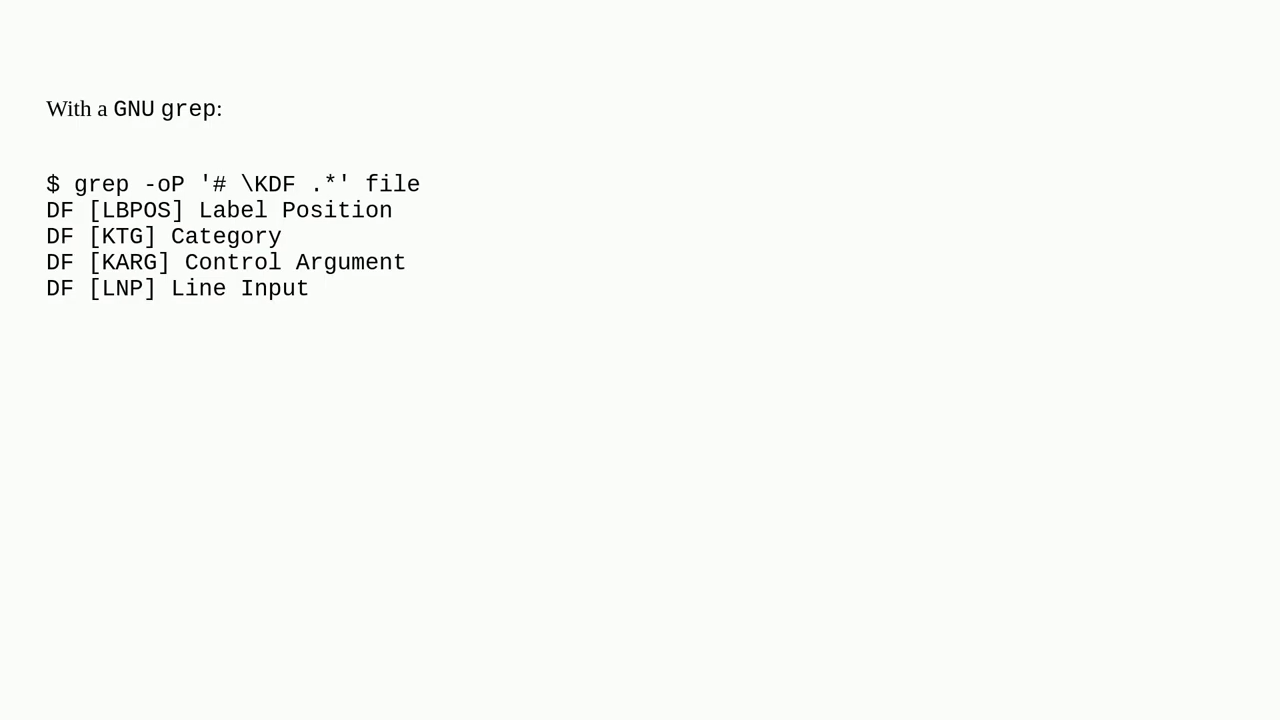 With a GNU grep:
$ grep -oP '# \KDF .*' file
DF [LBPOS] Label Position
DF [KTG] Category
DF [KARG] Control Argument
DF [LNP] Line Input